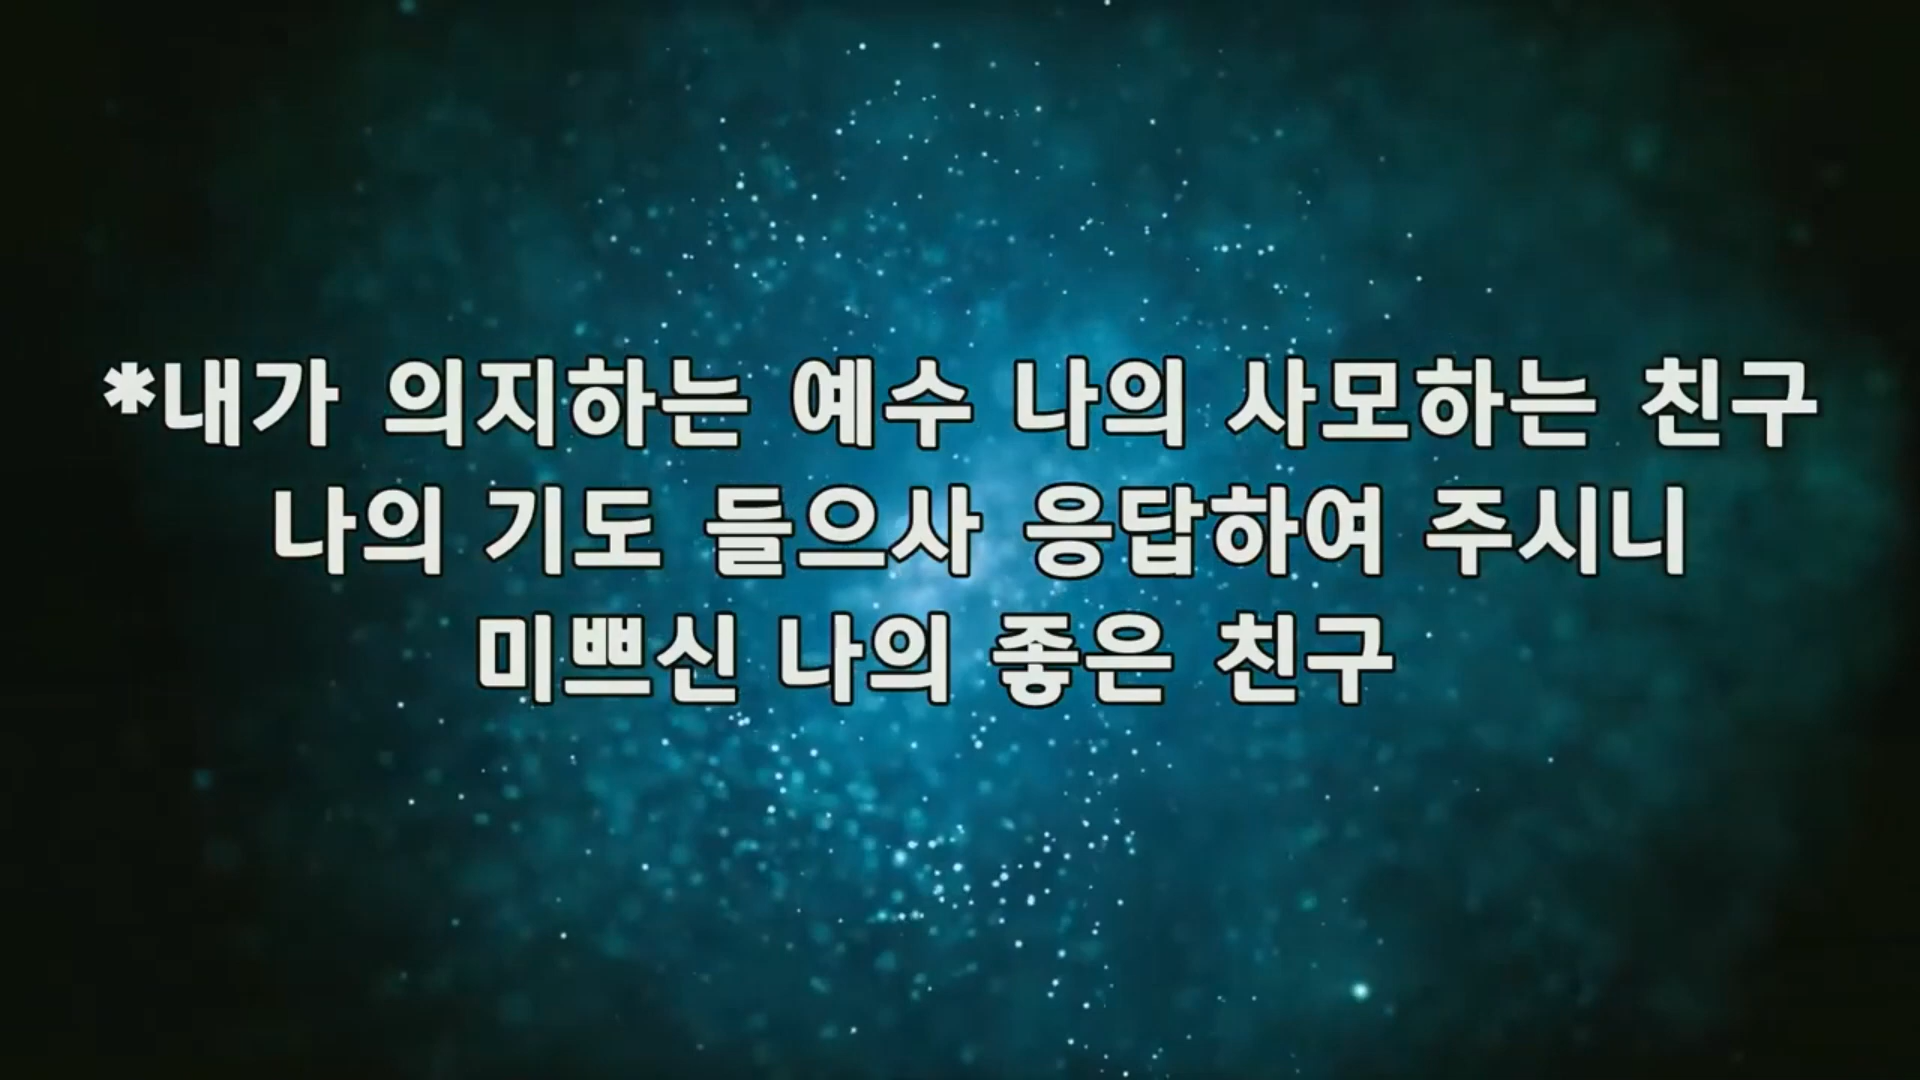 *내가 의지하는 예수 나의 사모하는 친구
나의 기도 들으사 응답하여 주시니
미쁘신 나의 좋은 친구